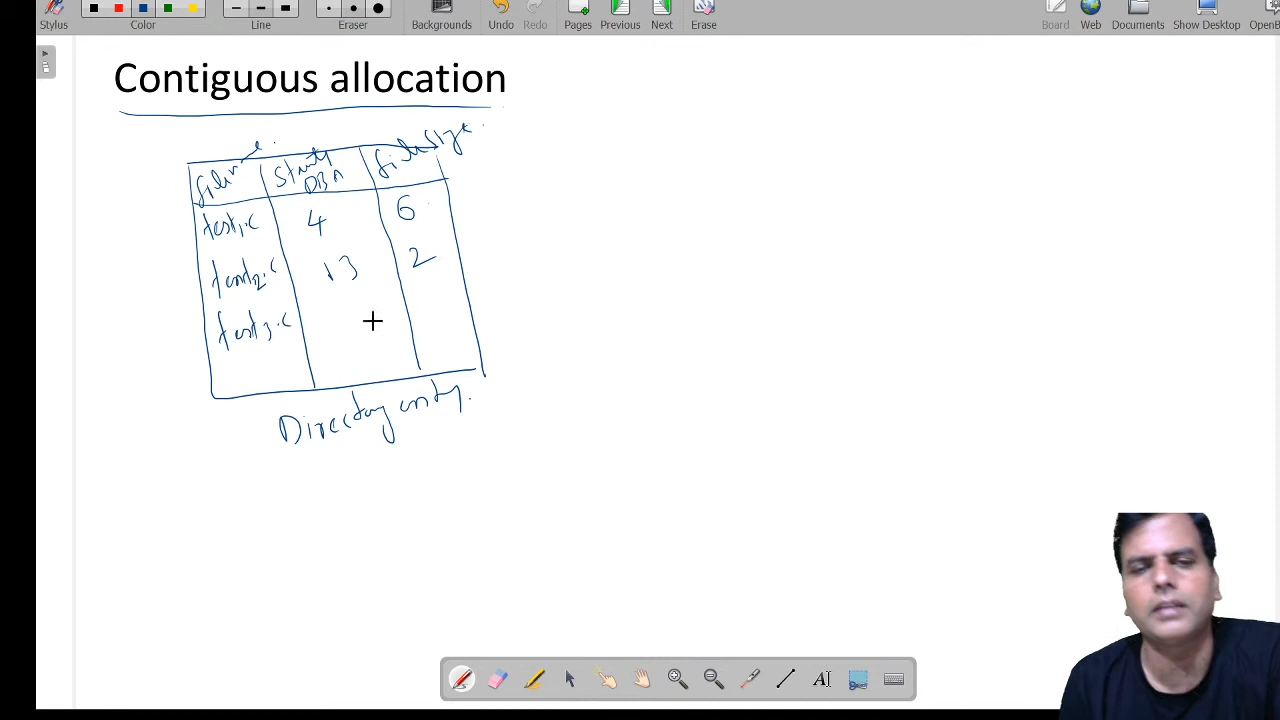 Stylus Color Line Eraser Backgrounds Undo Redo Pages Previous Next Erase Board Web Documents Show Desktop
Contiguous allocation
file Start file size
DBA
test1.c 4 6
test2.c 13 2
test3.c
Directory entry.